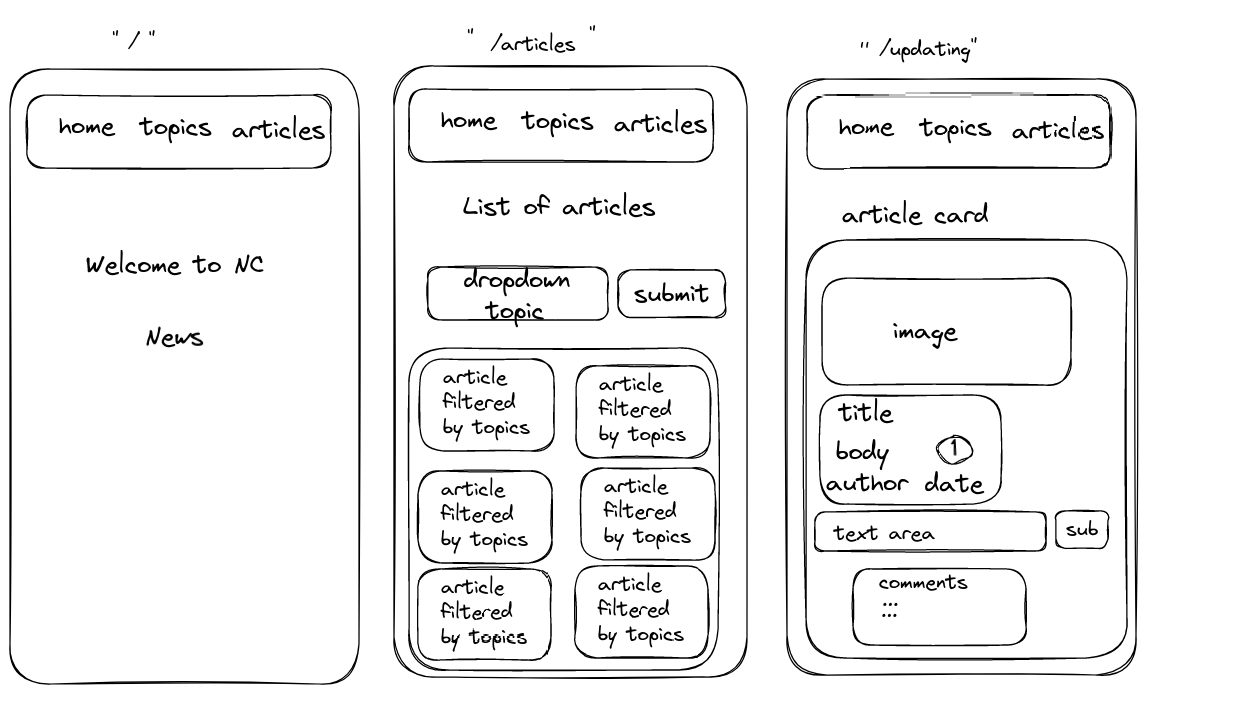 " / "
home topics articles
Welcome to NC
News
" /articles "
home topics articles
List of articles
dropdown
topic
submit
article
filtered
by topics
article
filtered
by topics
article
filtered
by topics
article
filtered
by topics
article
filtered
by topics
article
filtered
by topics
" /updating"
home topics articles
article card
image
title
body 1
author date
text area
sub
comments
:::